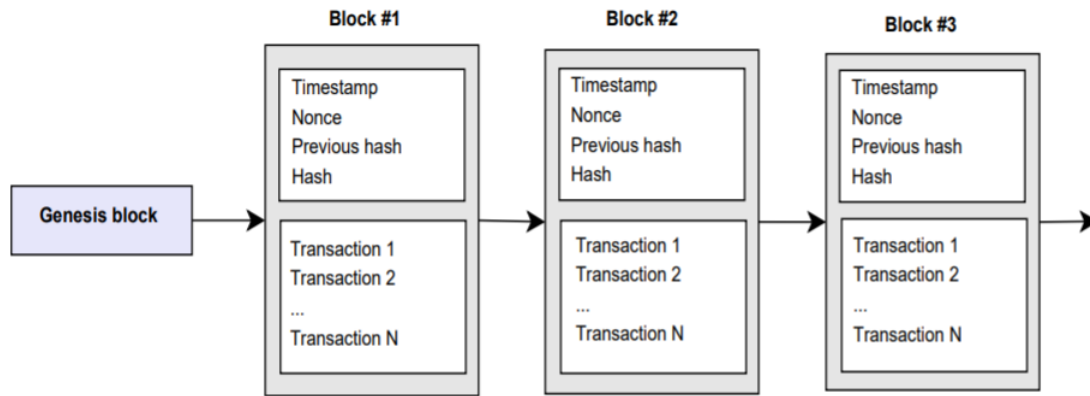 Genesis block
Block #1
Timestamp
Nonce
Previous hash
Hash
Transaction 1
Transaction 2
...
Transaction N
Block #2
Timestamp
Nonce
Previous hash
Hash
Transaction 1
Transaction 2
...
Transaction N
Block #3
Timestamp
Nonce
Previous hash
Hash
Transaction 1
Transaction 2
...
Transaction N